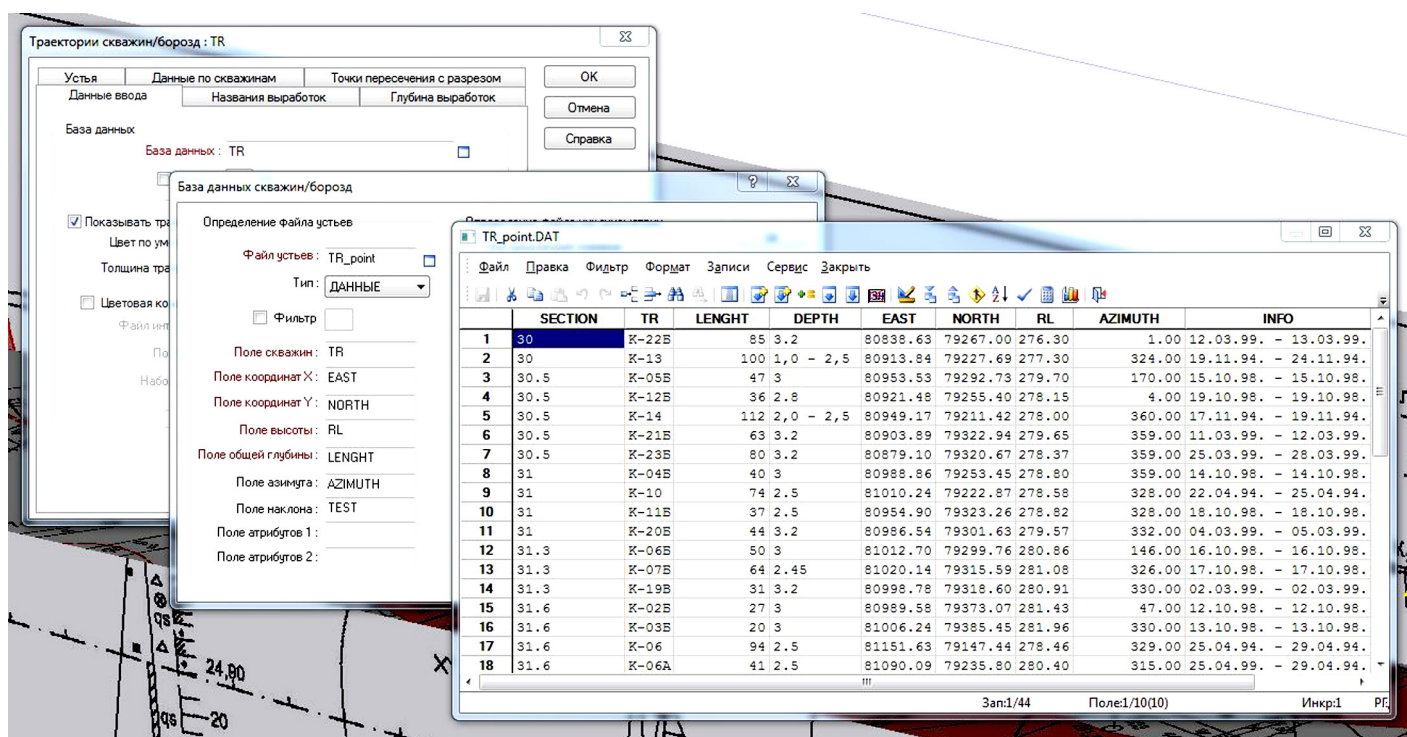 Траектории скважин/борозд : TR
Устья Данные по скважинам Точки пересечения с разрезом
Данные ввода Названия выработок Глубина выработок
OK
Отмена
Справка
База данных
База данных : TR
Показывать тра
Цвет по ум
Толщина тра
Цветовая ко
Файл инт
По
Набо
База данных скважин/борозд
Определение файла устьев
Файл устьев : TR_point
Тип : ДАННЫЕ
Фильтр
Поле скважин : TR
Поле координат X : EAST
Поле координат Y : NORTH
Поле высоты : RL
Поле общей глубины : LENGHT
Поле азимута : AZIMUTH
Поле наклона : TEST
Поле атрибутов 1 :
Поле атрибутов 2 :
TR_point.DAT
Файл Правка Фильтр Формат Записи Сервис Закрыть
SECTION TR LENGHT DEPTH EAST NORTH RL AZIMUTH INFO
1 30 К-22Б 85 3.2 80838.63 79267.00 276.30 1.00 12.03.99. - 13.03.99.
2 30 К-13 100 1,0 - 2,5 80913.84 79227.69 277.30 324.00 19.11.94. - 24.11.94.
3 30.5 К-05Б 47 3 80953.53 79292.73 279.70 170.00 15.10.98. - 15.10.98.
4 30.5 К-12Б 36 2.8 80921.48 79255.40 278.15 4.00 19.10.98. - 19.10.98.
5 30.5 К-14 112 2,0 - 2,5 80949.17 79211.42 278.00 360.00 17.11.94. - 19.11.94.
6 30.5 К-21Б 63 3.2 80903.89 79322.94 279.65 359.00 11.03.99. - 12.03.99.
7 30.5 К-23Б 80 3.2 80879.10 79320.67 278.37 359.00 25.03.99. - 28.03.99.
8 31 К-04Б 40 3 80988.86 79253.45 278.80 359.00 14.10.98. - 14.10.98.
9 31 К-10 74 2.5 81010.24 79222.87 278.58 328.00 22.04.94. - 25.04.94.
10 31 К-11Б 37 2.5 80954.90 79323.26 278.82 328.00 18.10.98. - 18.10.98.
11 31 К-20Б 44 3.2 80986.54 79301.63 279.57 332.00 04.03.99. - 05.03.99.
12 31.3 К-06Б 50 3 81012.70 79299.76 280.86 146.00 16.10.98. - 16.10.98.
13 31.3 К-07Б 64 2.45 81020.14 79315.59 281.08 326.00 17.10.98. - 17.10.98.
14 31.3 К-19Б 31 3.2 80998.78 79318.60 280.91 330.00 02.03.99. - 02.03.99.
15 31.6 К-02Б 27 3 80989.58 79373.07 281.43 47.00 12.10.98. - 12.10.98.
16 31.6 К-03Б 20 3 81006.24 79385.45 281.96 330.00 13.10.98. - 13.10.98.
17 31.6 К-06 94 2.5 81151.63 79147.44 278.46 329.00 25.04.94. - 29.04.94.
18 31.6 К-06А 41 2.5 81090.09 79235.80 280.40 315.00 25.04.99. - 29.04.94.
Зап:1/44 Поле:1/10(10) Инкр:1 РГ
qs
24,80
qs
20